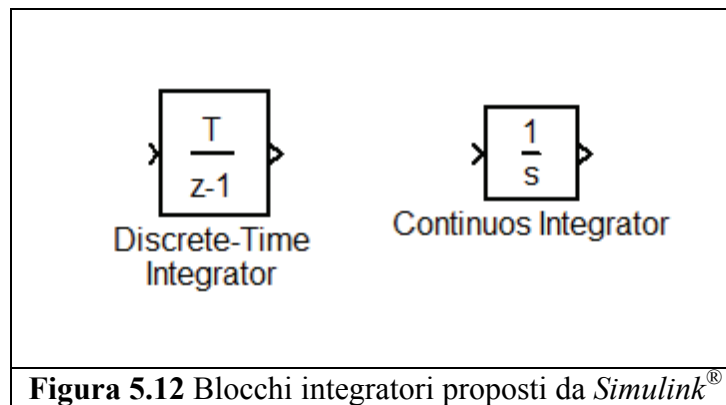 T
z-1
Discrete-Time
Integrator
1
s
Continuos Integrator
Figura 5.12 Blocchi integratori proposti da Simulink®